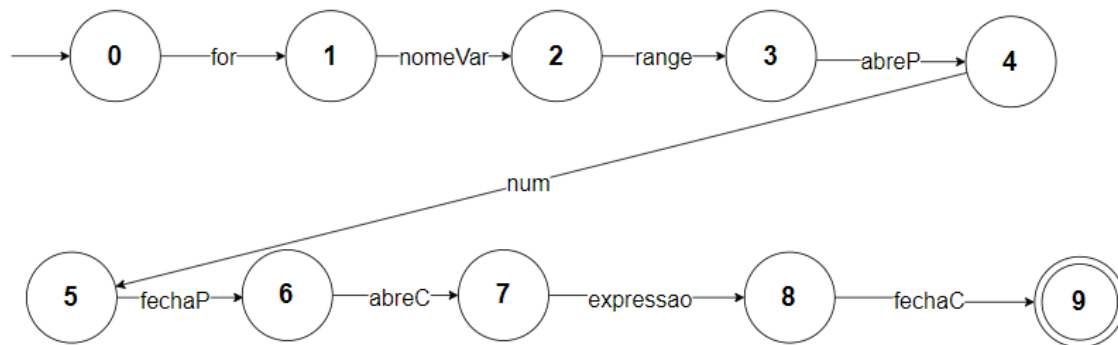 0 for 1 nomeVar 2 range 3 abreP 4
num
5 fechaP 6 abreC 7 expressao 8 fechaC 9